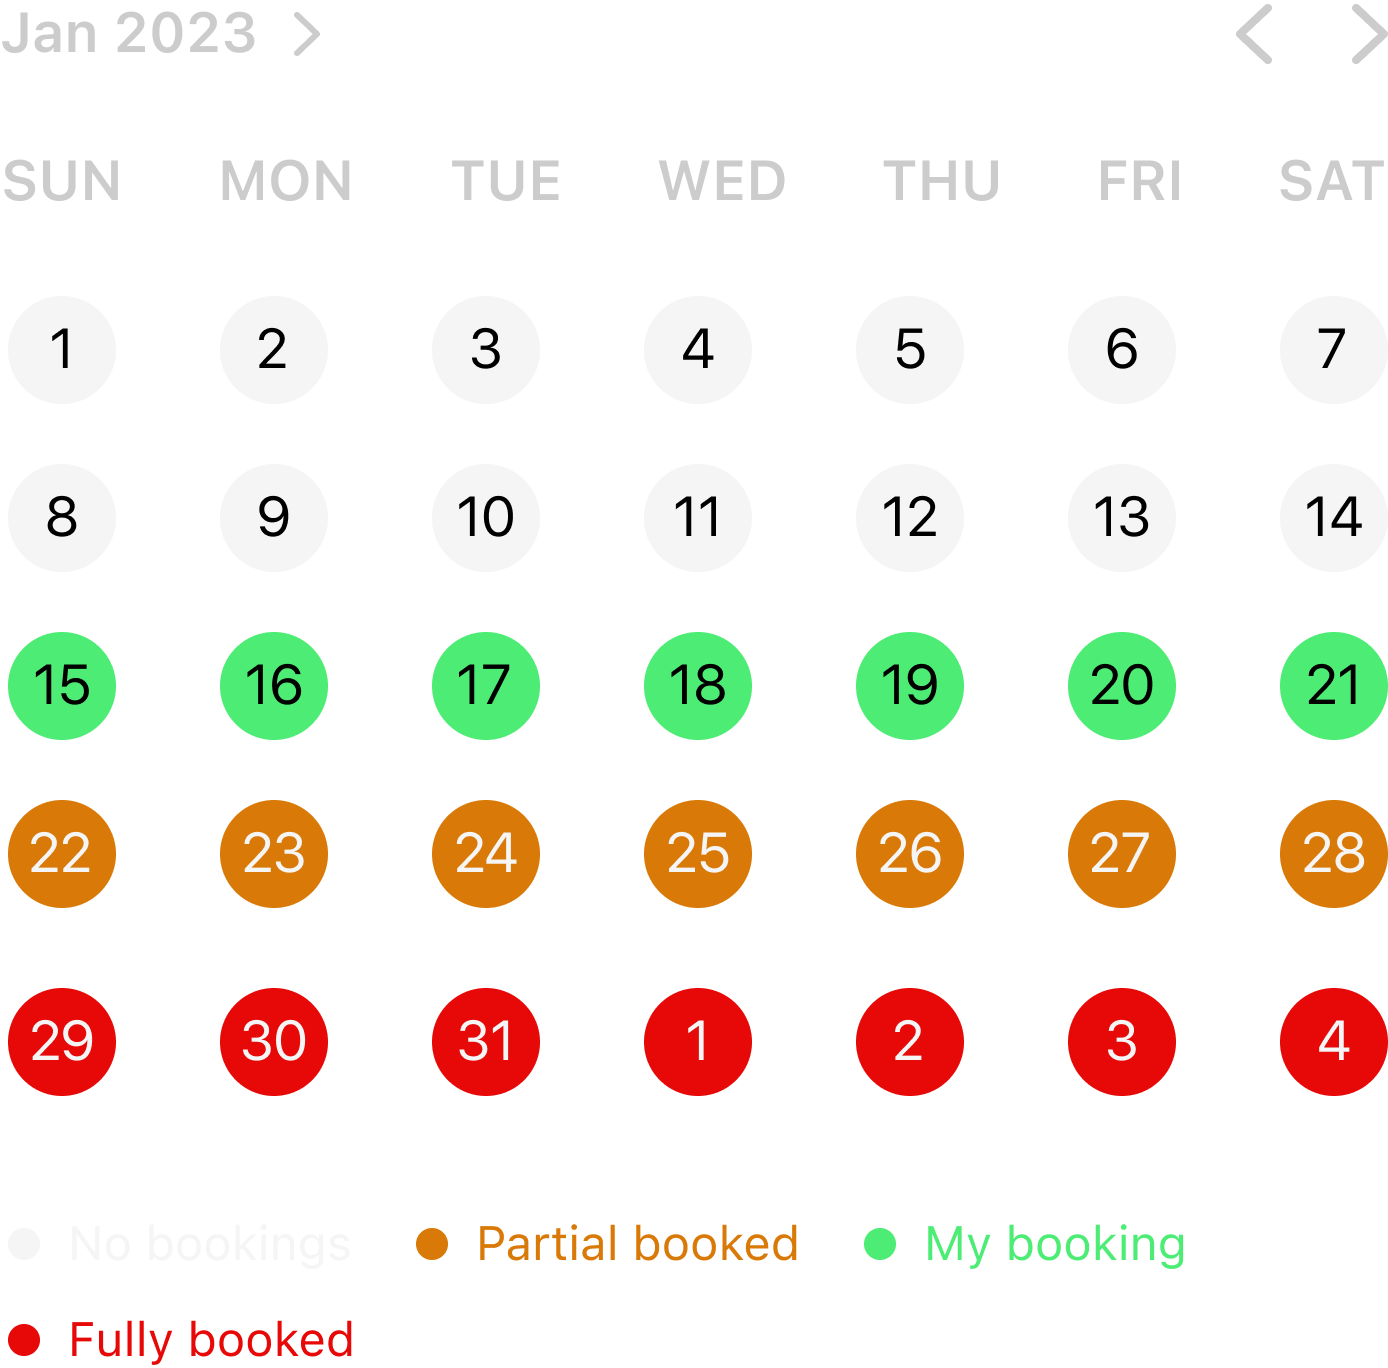 Jan 2023
SUN MON TUE WED THU FRI SAT
1 2 3 4 5 6 7
8 9 10 11 12 13 14
15 16 17 18 19 20 21
22 23 24 25 26 27 28
29 30 31 1 2 3 4
No bookings Partial booked My booking
Fully booked